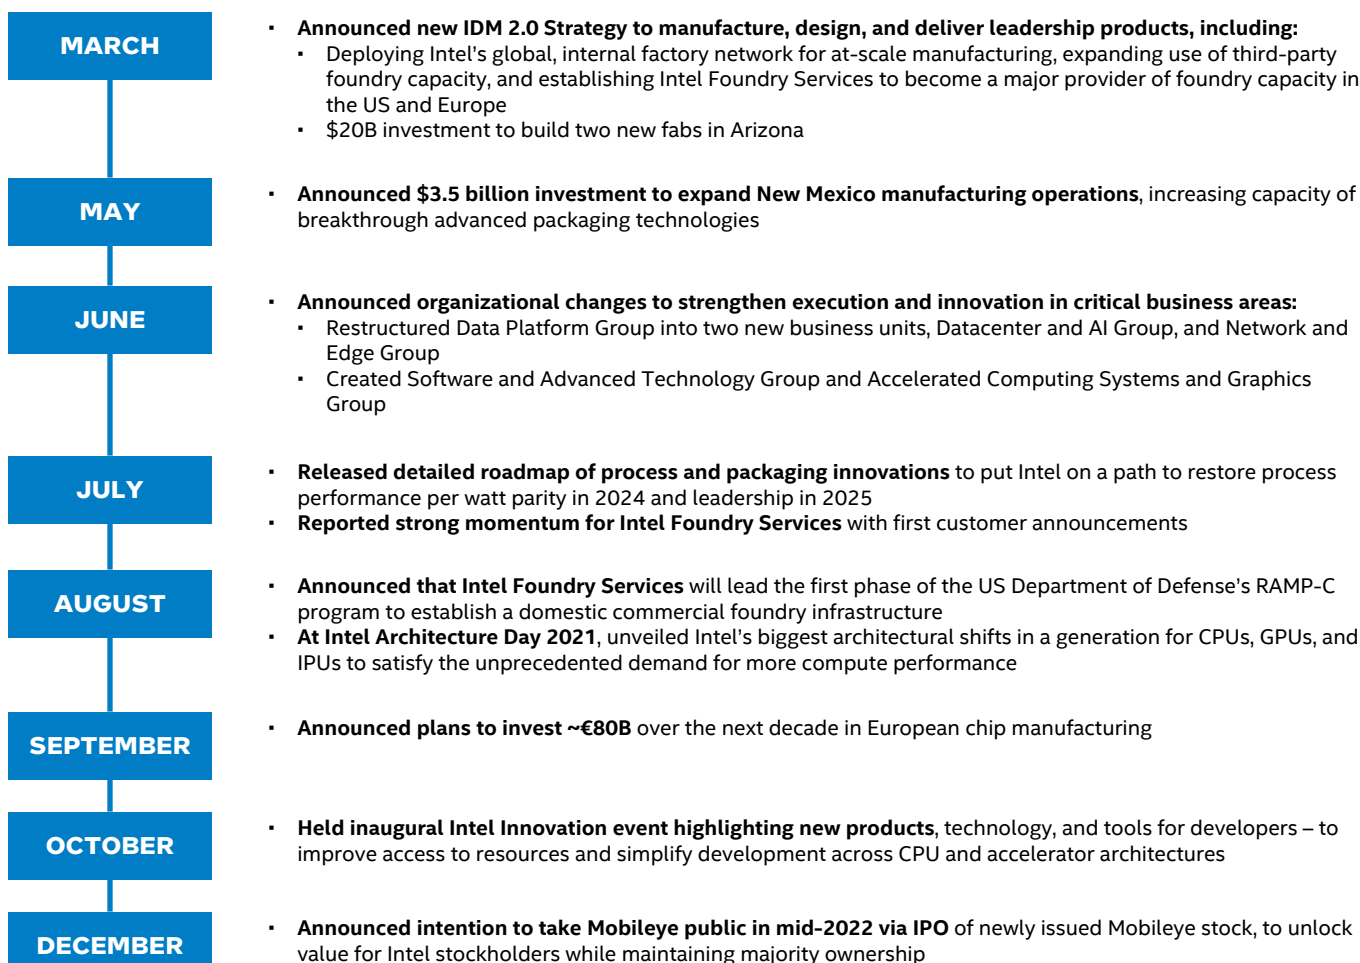 MARCH
▪ Announced new IDM 2.0 Strategy to manufacture, design, and deliver leadership products, including:
▪ Deploying Intel’s global, internal factory network for at-scale manufacturing, expanding use of third-party
foundry capacity, and establishing Intel Foundry Services to become a major provider of foundry capacity in
the US and Europe
▪ $20B investment to build two new fabs in Arizona
MAY
▪ Announced $3.5 billion investment to expand New Mexico manufacturing operations, increasing capacity of
breakthrough advanced packaging technologies
JUNE
▪ Announced organizational changes to strengthen execution and innovation in critical business areas:
▪ Restructured Data Platform Group into two new business units, Datacenter and AI Group, and Network and
Edge Group
▪ Created Software and Advanced Technology Group and Accelerated Computing Systems and Graphics
Group
JULY
▪ Released detailed roadmap of process and packaging innovations to put Intel on a path to restore process
performance per watt parity in 2024 and leadership in 2025
▪ Reported strong momentum for Intel Foundry Services with first customer announcements
AUGUST
▪ Announced that Intel Foundry Services will lead the first phase of the US Department of Defense’s RAMP-C
program to establish a domestic commercial foundry infrastructure
▪ At Intel Architecture Day 2021, unveiled Intel’s biggest architectural shifts in a generation for CPUs, GPUs, and
IPUs to satisfy the unprecedented demand for more compute performance
SEPTEMBER
▪ Announced plans to invest ~€80B over the next decade in European chip manufacturing
OCTOBER
▪ Held inaugural Intel Innovation event highlighting new products, technology, and tools for developers – to
improve access to resources and simplify development across CPU and accelerator architectures
DECEMBER
▪ Announced intention to take Mobileye public in mid-2022 via IPO of newly issued Mobileye stock, to unlock
value for Intel stockholders while maintaining majority ownership